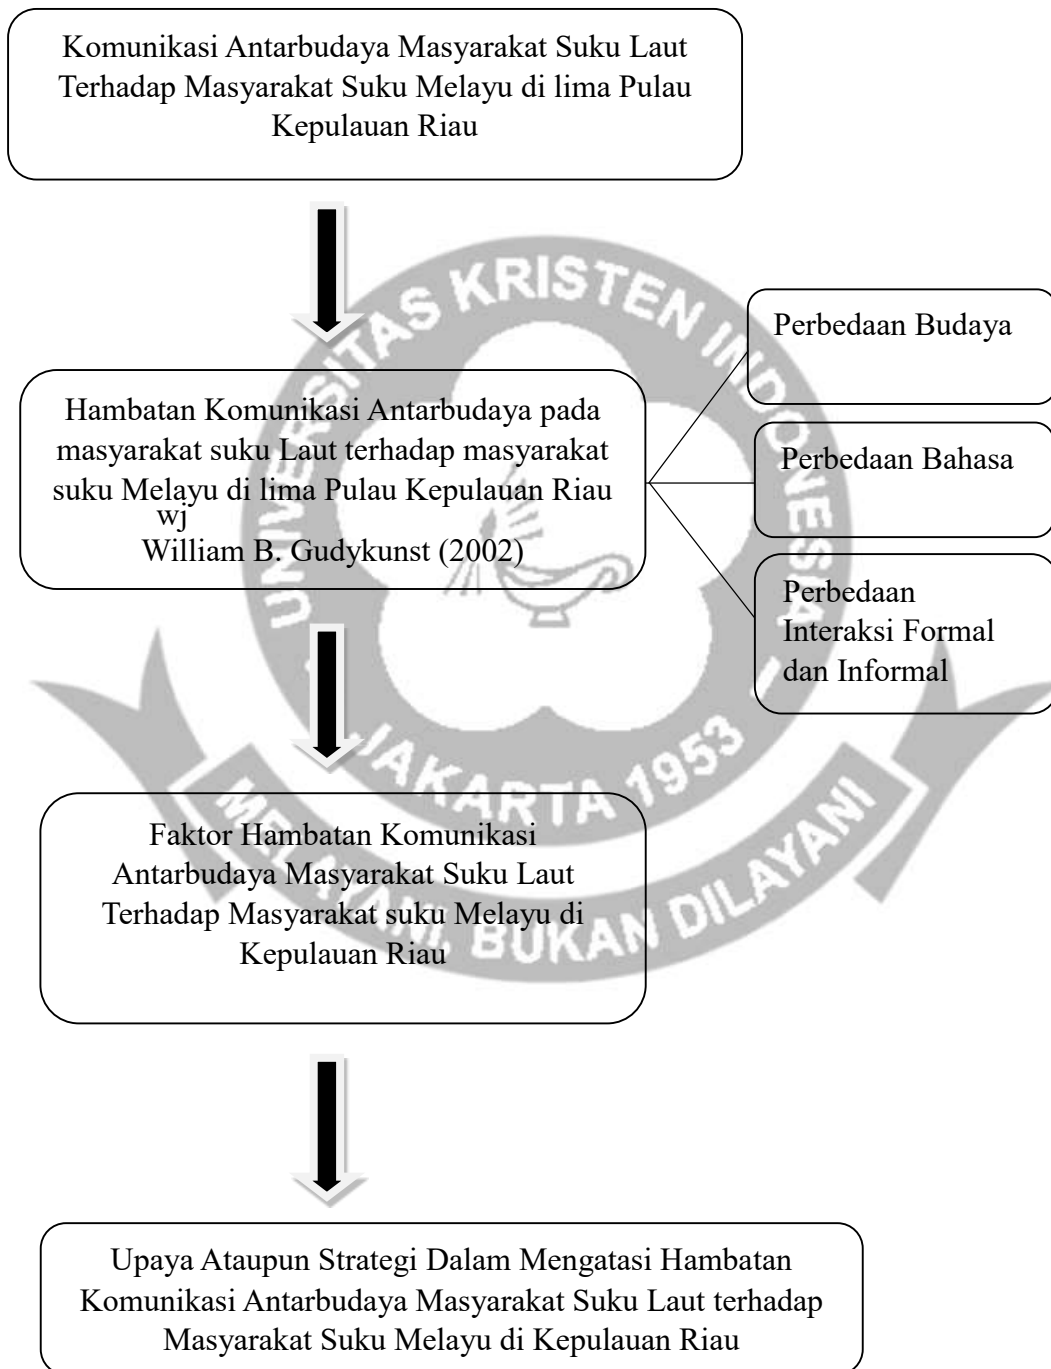 Komunikasi Antarbudaya Masyarakat Suku Laut
Terhadap Masyarakat Suku Melayu di lima Pulau
Kepulauan Riau
Hambatan Komunikasi Antarbudaya pada
masyarakat suku Laut terhadap masyarakat
suku Melayu di lima Pulau Kepulauan Riau
wj
William B. Gudykunst (2002)
Perbedaan Budaya
Perbedaan Bahasa
Perbedaan
Interaksi Formal
dan Informal
Faktor Hambatan Komunikasi
Antarbudaya Masyarakat Suku Laut
Terhadap Masyarakat suku Melayu di
Kepulauan Riau
Upaya Ataupun Strategi Dalam Mengatasi Hambatan
Komunikasi Antarbudaya Masyarakat Suku Laut terhadap
Masyarakat Suku Melayu di Kepulauan Riau
UNIVERSITAS KRISTEN INDONESIA
JAKARTA 1953
MELAYANI, BUKAN DILAYANI